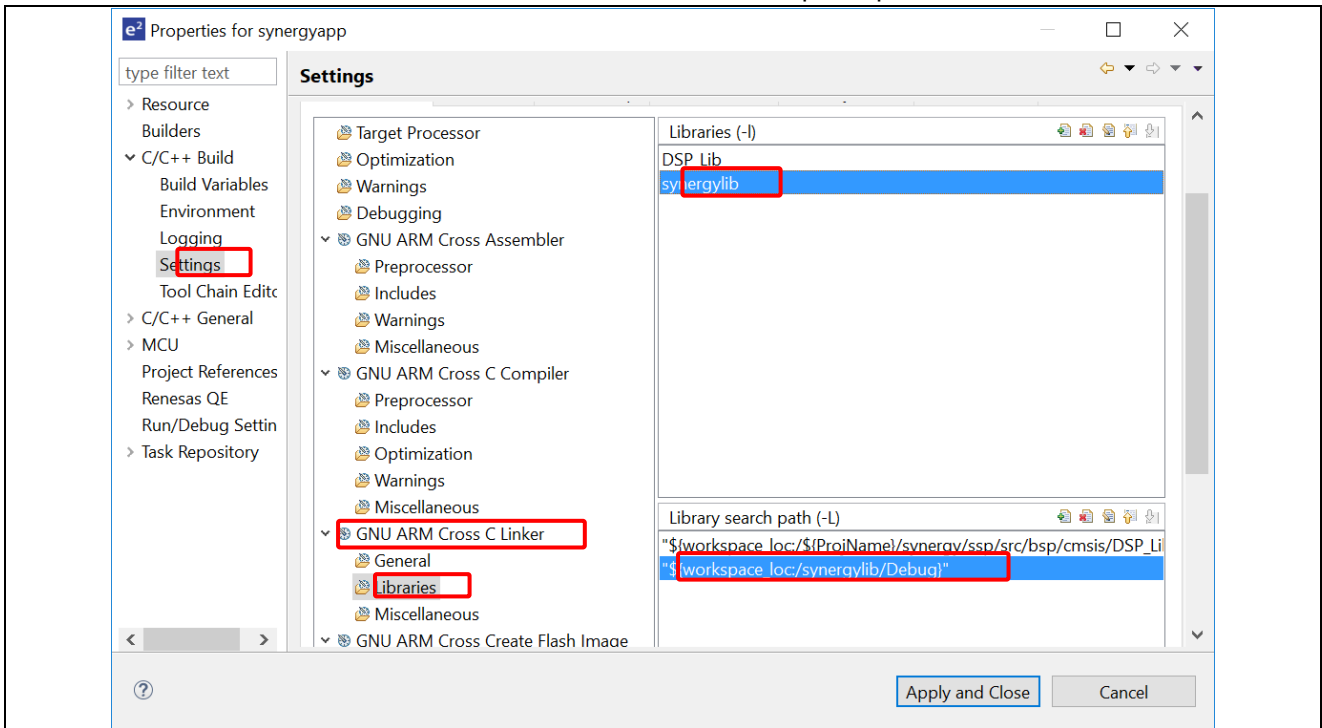 e² Properties for synergyapp
type filter text
Settings
Resource
Builders
C/C++ Build
Build Variables
Environment
Logging
Settings
Tool Chain Edito
C/C++ General
MCU
Project References
Renesas QE
Run/Debug Settin
Task Repository
Target Processor
Optimization
Warnings
Debugging
GNU ARM Cross Assembler
Preprocessor
Includes
Warnings
Miscellaneous
GNU ARM Cross C Compiler
Preprocessor
Includes
Optimization
Warnings
Miscellaneous
GNU ARM Cross C Linker
General
Libraries
Miscellaneous
GNU ARM Cross Create Flash Image
Libraries (-l)
DSP_Lib
synergylib
Library search path (-L)
"${workspace_loc:/${ProjName}/synergy/ssp/src/bsp/cmsis/DSP_Li
"${workspace_loc:/synergylib/Debug}"
?
Apply and Close
Cancel